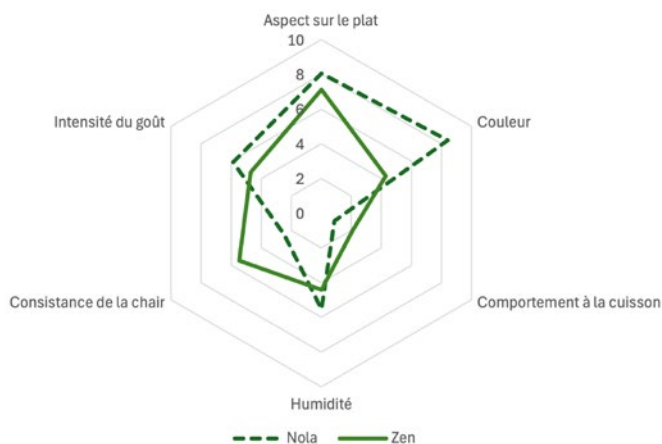 Aspect sur le plat
10
8
6
4
2
0
Couleur
Comportement à la cuisson
Humidité
Consistance de la chair
Intensité du goût
Nola
Zen